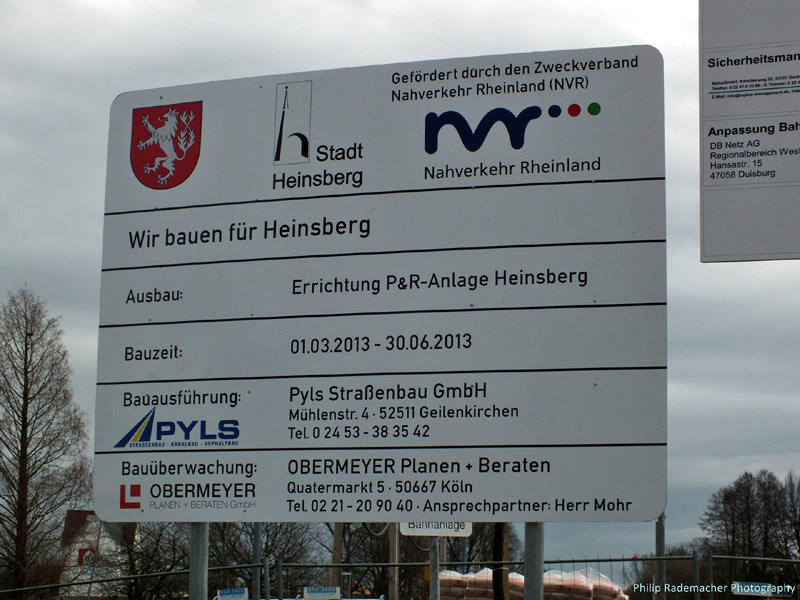 Gefördert durch den Zweckverband
Nahverkehr Rheinland (NVR)
nvr
Nahverkehr Rheinland
h
Stadt
Heinsberg
Wir bauen für Heinsberg
Ausbau: Errichtung P&R-Anlage Heinsberg
Bauzeit: 01.03.2013 - 30.06.2013
Bauausführung: Pyls Straßenbau GmbH
Mühlenstr. 4 · 52511 Geilenkirchen
Tel. 0 24 53 - 38 35 42
PYLS
STRASSENBAU · KANALBAU · ASPHALTBAU
Bauüberwachung: OBERMEYER Planen + Beraten
Quatermarkt 5 · 50667 Köln
Tel. 02 21 - 20 90 40 · Ansprechpartner: Herr Mohr
OBERMEYER
PLANEN + BERATEN GmbH
Sicherheitsman
Anpassung Bah
DB Netz AG
Regionalbereich West
Hansastr. 15
47058 Duisburg
Bahnanlage
Philip Rademacher Photography